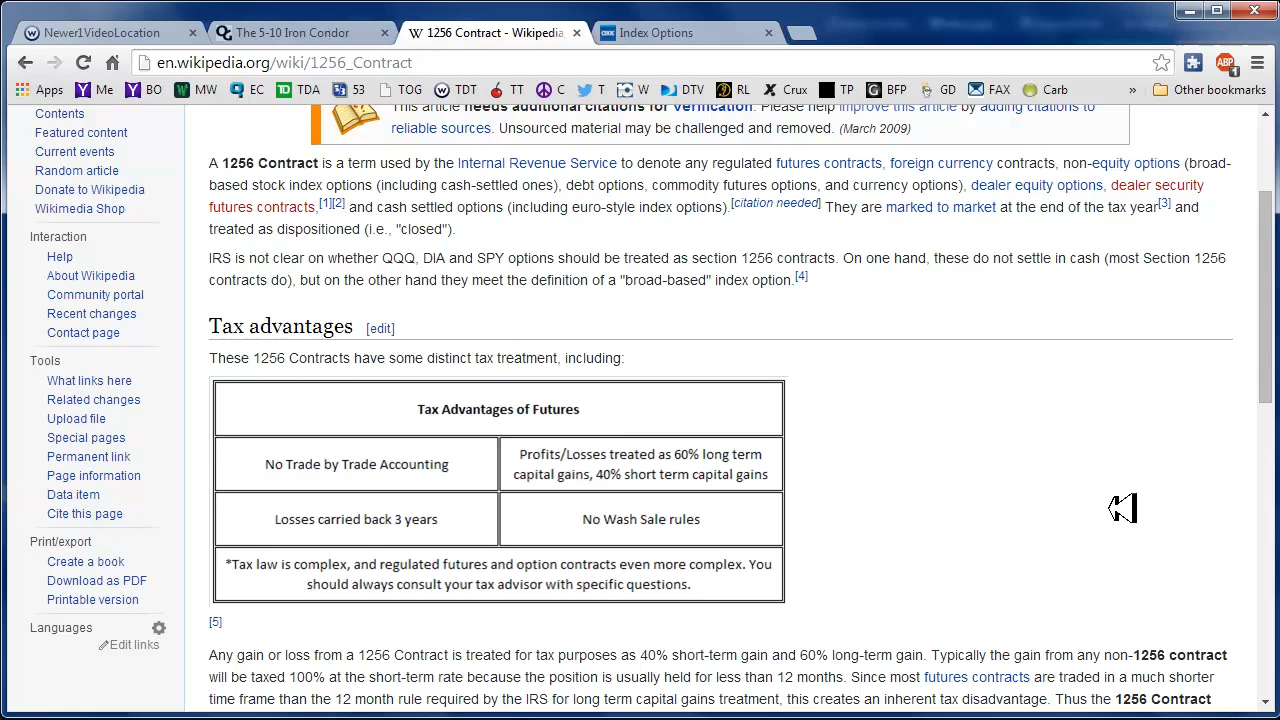 Newer1VideoLocation
The 5-10 Iron Condor
1256 Contract - Wikipedia,
Index Options
en.wikipedia.org/wiki/1256_Contract
Apps Me BO MW EC TDA 53 TOG TDT TT C T W DTV RL Crux TP BFP GD FAX Carb » Other bookmarks
ABP 1
Contents
Featured content
Current events
Random article
Donate to Wikipedia
Wikimedia Shop
Interaction
Help
About Wikipedia
Community portal
Recent changes
Contact page
Tools
What links here
Related changes
Upload file
Special pages
Permanent link
Page information
Data item
Cite this page
Print/export
Create a book
Download as PDF
Printable version
Languages
Edit links
This article needs additional citations for verification. Please help improve this article by adding citations to
reliable sources. Unsourced material may be challenged and removed. (March 2009)
A 1256 Contract is a term used by the Internal Revenue Service to denote any regulated futures contracts, foreign currency contracts, non-equity options (broad-
based stock index options (including cash-settled ones), debt options, commodity futures options, and currency options), dealer equity options, dealer security
futures contracts,[1][2] and cash settled options (including euro-style index options).[citation needed] They are marked to market at the end of the tax year[3] and
treated as dispositioned (i.e., "closed").
IRS is not clear on whether QQQ, DIA and SPY options should be treated as section 1256 contracts. On one hand, these do not settle in cash (most Section 1256
contracts do), but on the other hand they meet the definition of a "broad-based" index option.[4]
Tax advantages [edit]
These 1256 Contracts have some distinct tax treatment, including:
Tax Advantages of Futures
No Trade by Trade Accounting
Profits/Losses treated as 60% long term
capital gains, 40% short term capital gains
Losses carried back 3 years
No Wash Sale rules
*Tax law is complex, and regulated futures and option contracts even more complex. You
should always consult your tax advisor with specific questions.
[5]
Any gain or loss from a 1256 Contract is treated for tax purposes as 40% short-term gain and 60% long-term gain. Typically the gain from any non-1256 contract
will be taxed 100% at the short-term rate because the position is usually held for less than 12 months. Since most futures contracts are traded in a much shorter
time frame than the 12 month rule required by the IRS for long term capital gains treatment, this creates an inherent tax disadvantage. Thus the 1256 Contract